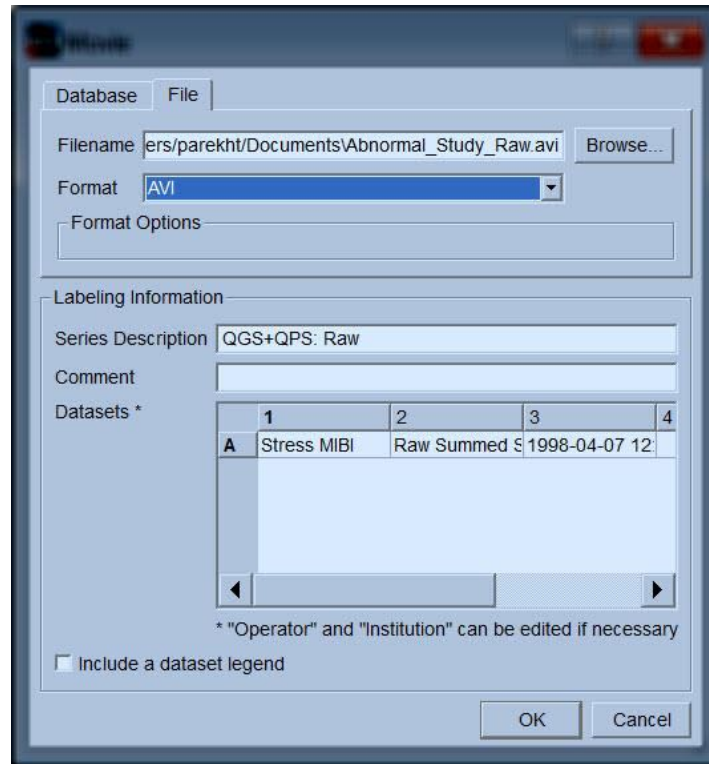 Movie
Database File
Filename ers/parekht/Documents\Abnormal_Study_Raw.avi Browse...
Format AVI
Format Options
Labeling Information
Series Description QGS+QPS: Raw
Comment
Datasets *
1 2 3 4
A Stress MIBI Raw Summed S 1998-04-07 12:
* "Operator" and "Institution" can be edited if necessary
Include a dataset legend
OK Cancel